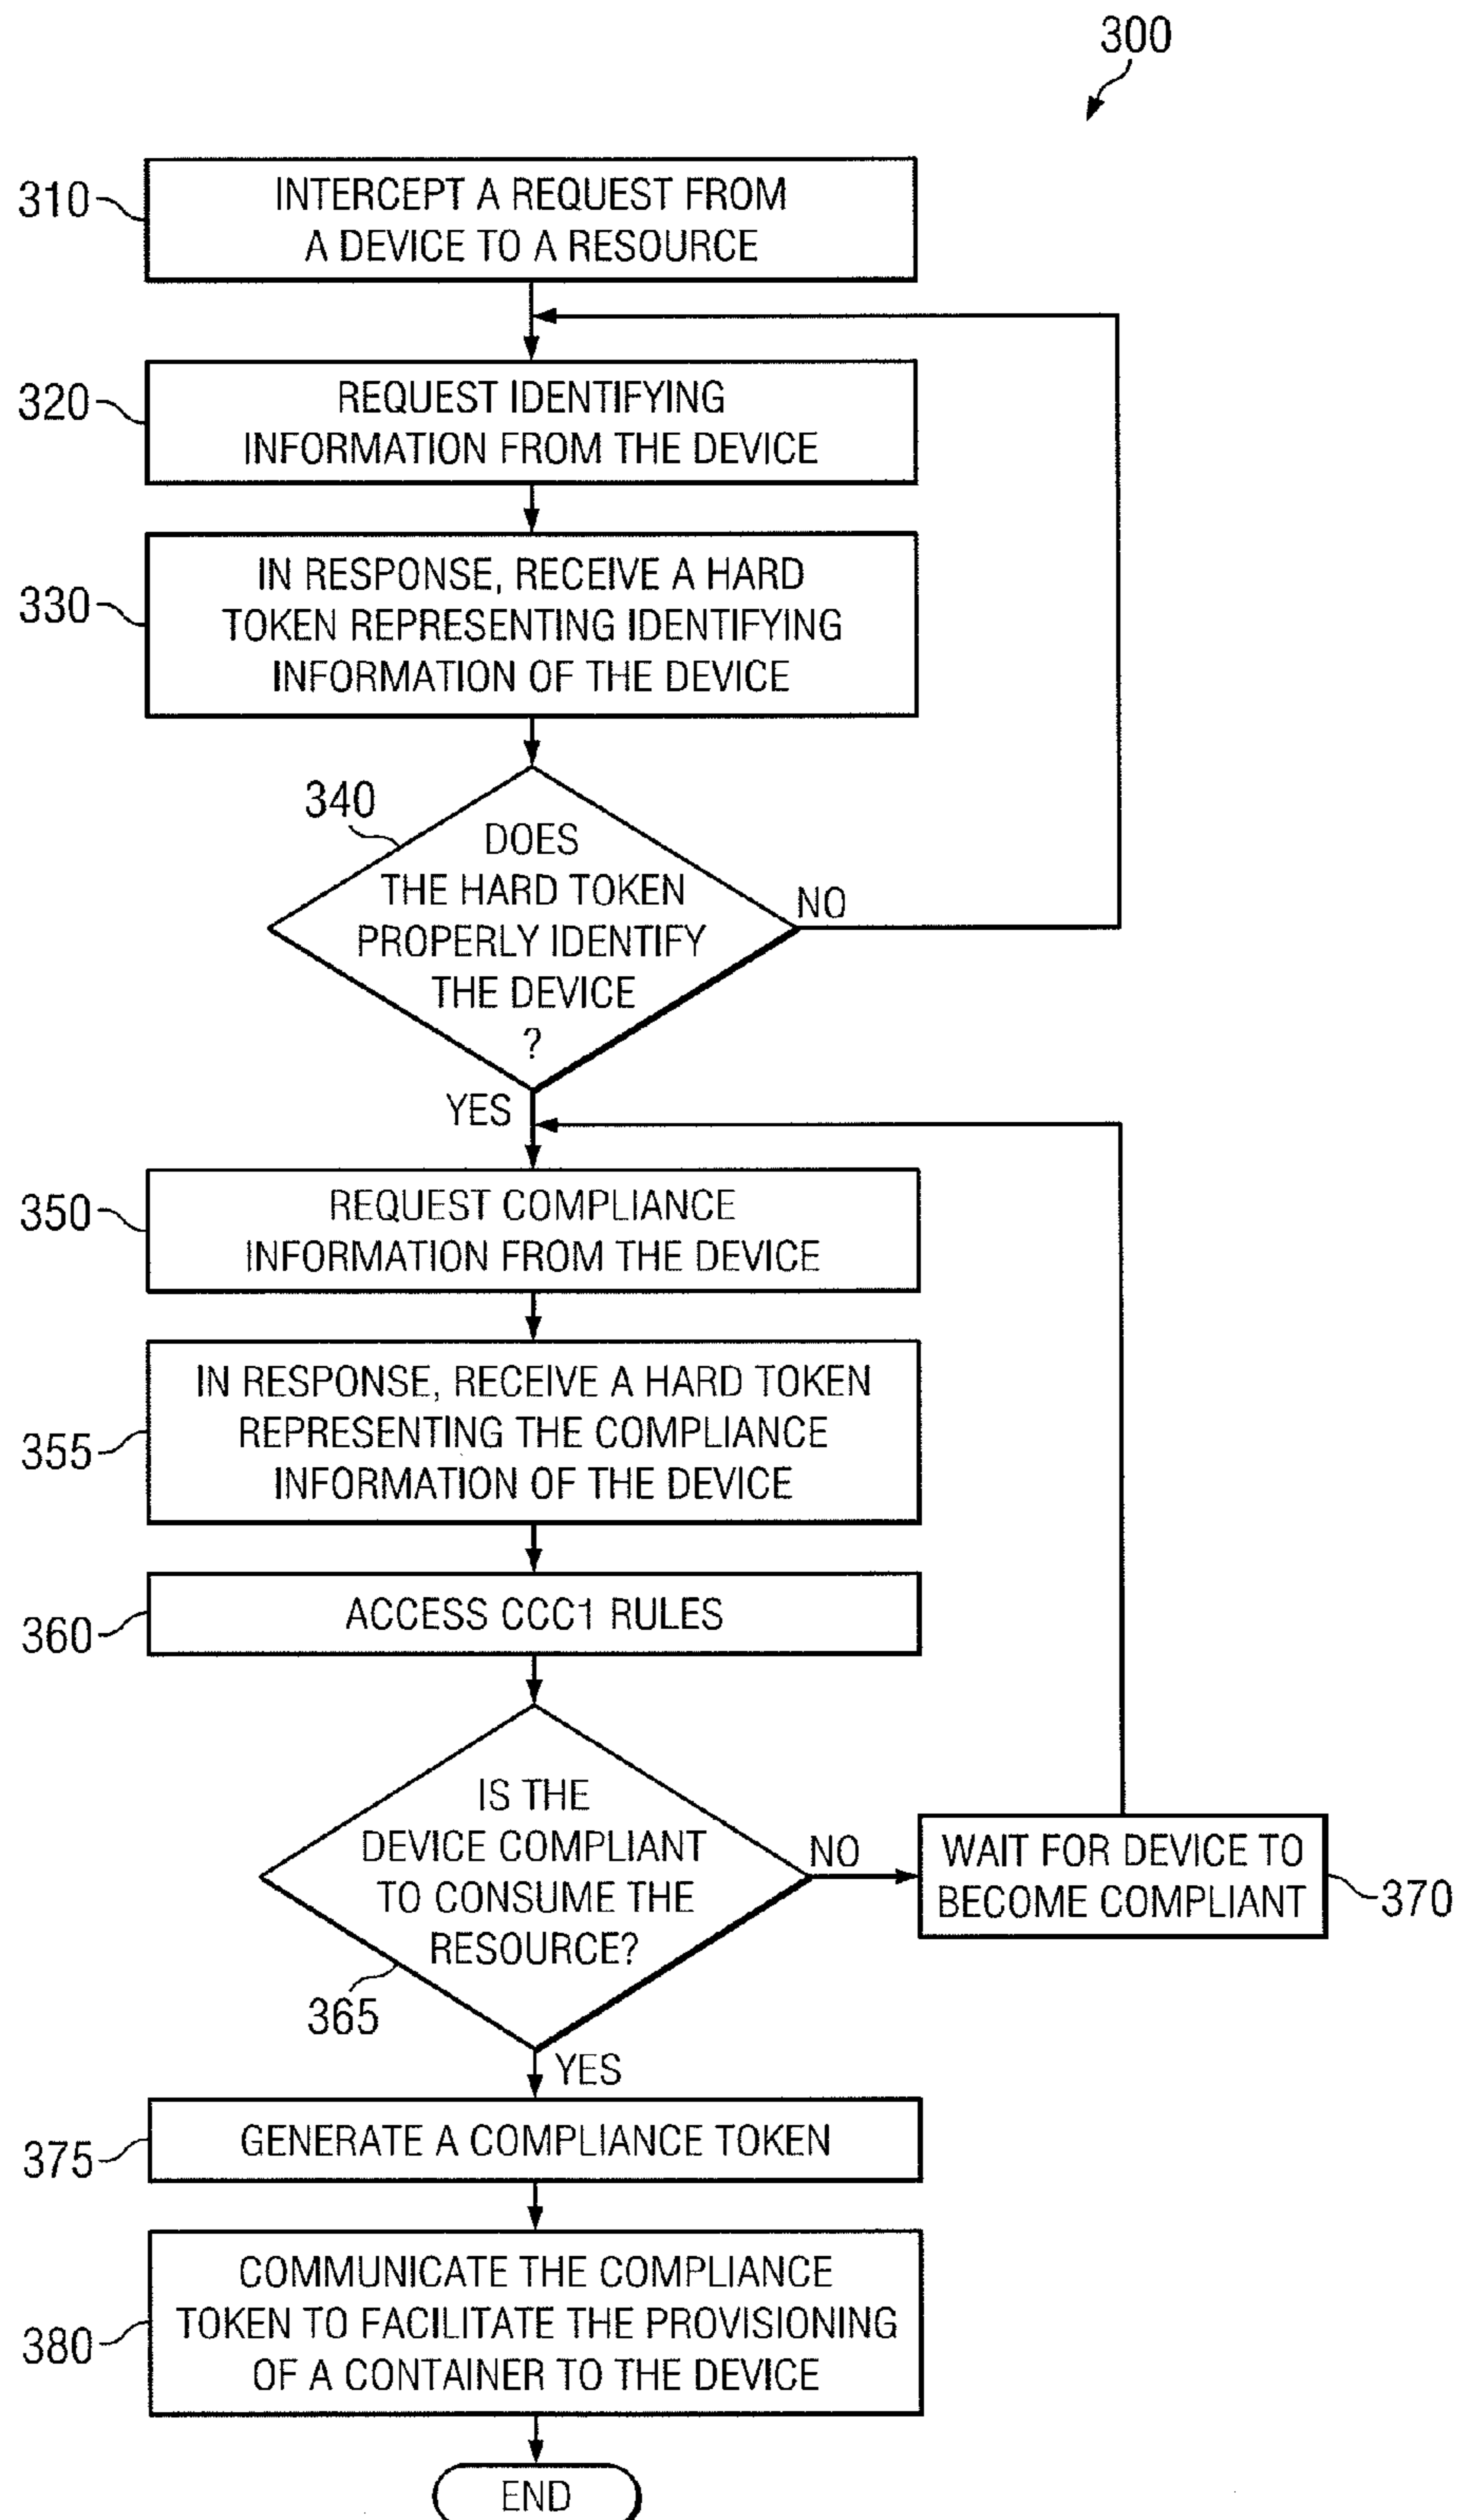 300
310
INTERCEPT A REQUEST FROM
A DEVICE TO A RESOURCE
320
REQUEST IDENTIFYING
INFORMATION FROM THE DEVICE
330
IN RESPONSE, RECEIVE A HARD
TOKEN REPRESENTING IDENTIFYING
INFORMATION OF THE DEVICE
340
DOES
THE HARD TOKEN
PROPERLY IDENTIFY
THE DEVICE
?
NO
YES
350
REQUEST COMPLIANCE
INFORMATION FROM THE DEVICE
355
IN RESPONSE, RECEIVE A HARD TOKEN
REPRESENTING THE COMPLIANCE
INFORMATION OF THE DEVICE
360
ACCESS CCC1 RULES
IS THE
DEVICE COMPLIANT
TO CONSUME THE
RESOURCE?
365
NO
WAIT FOR DEVICE TO
BECOME COMPLIANT
370
YES
375
GENERATE A COMPLIANCE TOKEN
380
COMMUNICATE THE COMPLIANCE
TOKEN TO FACILITATE THE PROVISIONING
OF A CONTAINER TO THE DEVICE
END